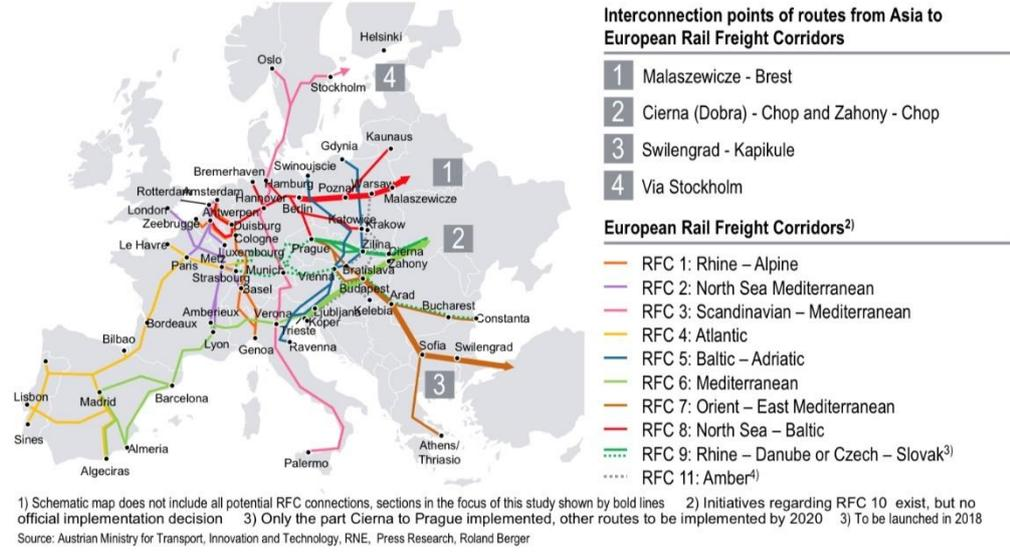 Helsinki
Oslo
4
Stockholm
Kaunaus
Gdynia
Swinoujscie
Bremerhaven
1
Hamburg
Poznan
Warsaw
Rotterdam
Amsterdam
Hannover
Malaszewicze
London
Antwerpen
Berlin
Zeebrugge
Duisburg
Katowice
Krakow
Cologne
2
Le Havre
Luxembourg
Prague
Zilina
Cierna
Paris
Metz
Munich
Zahony
Strasbourg
Vienna
Bratislava
Basel
Budapest
Arad
Amberieux
Verona
Ljubljana
Kelebia
Bucharest
Constanta
Bordeaux
Koper
Trieste
Bilbao
Lyon
Genoa
Ravenna
Sofia
Swilengrad
3
Lisbon
Madrid
Barcelona
Sines
Almeria
Athens/
Thriasio
Algeciras
Palermo
Interconnection points of routes from Asia to
European Rail Freight Corridors
1 Malaszewicze - Brest
2 Cierna (Dobra) - Chop and Zahony - Chop
3 Swilengrad - Kapikule
4 Via Stockholm
European Rail Freight Corridors2)
RFC 1: Rhine – Alpine
RFC 2: North Sea Mediterranean
RFC 3: Scandinavian – Mediterranean
RFC 4: Atlantic
RFC 5: Baltic – Adriatic
RFC 6: Mediterranean
RFC 7: Orient – East Mediterranean
RFC 8: North Sea – Baltic
RFC 9: Rhine – Danube or Czech – Slovak3)
RFC 11: Amber4)
1) Schematic map does not include all potential RFC connections, sections in the focus of this study shown by bold lines 2) Initiatives regarding RFC 10 exist, but no
official implementation decision 3) Only the part Cierna to Prague implemented, other routes to be implemented by 2020 3) To be launched in 2018
Source: Austrian Ministry for Transport, Innovation and Technology, RNE, Press Research, Roland Berger